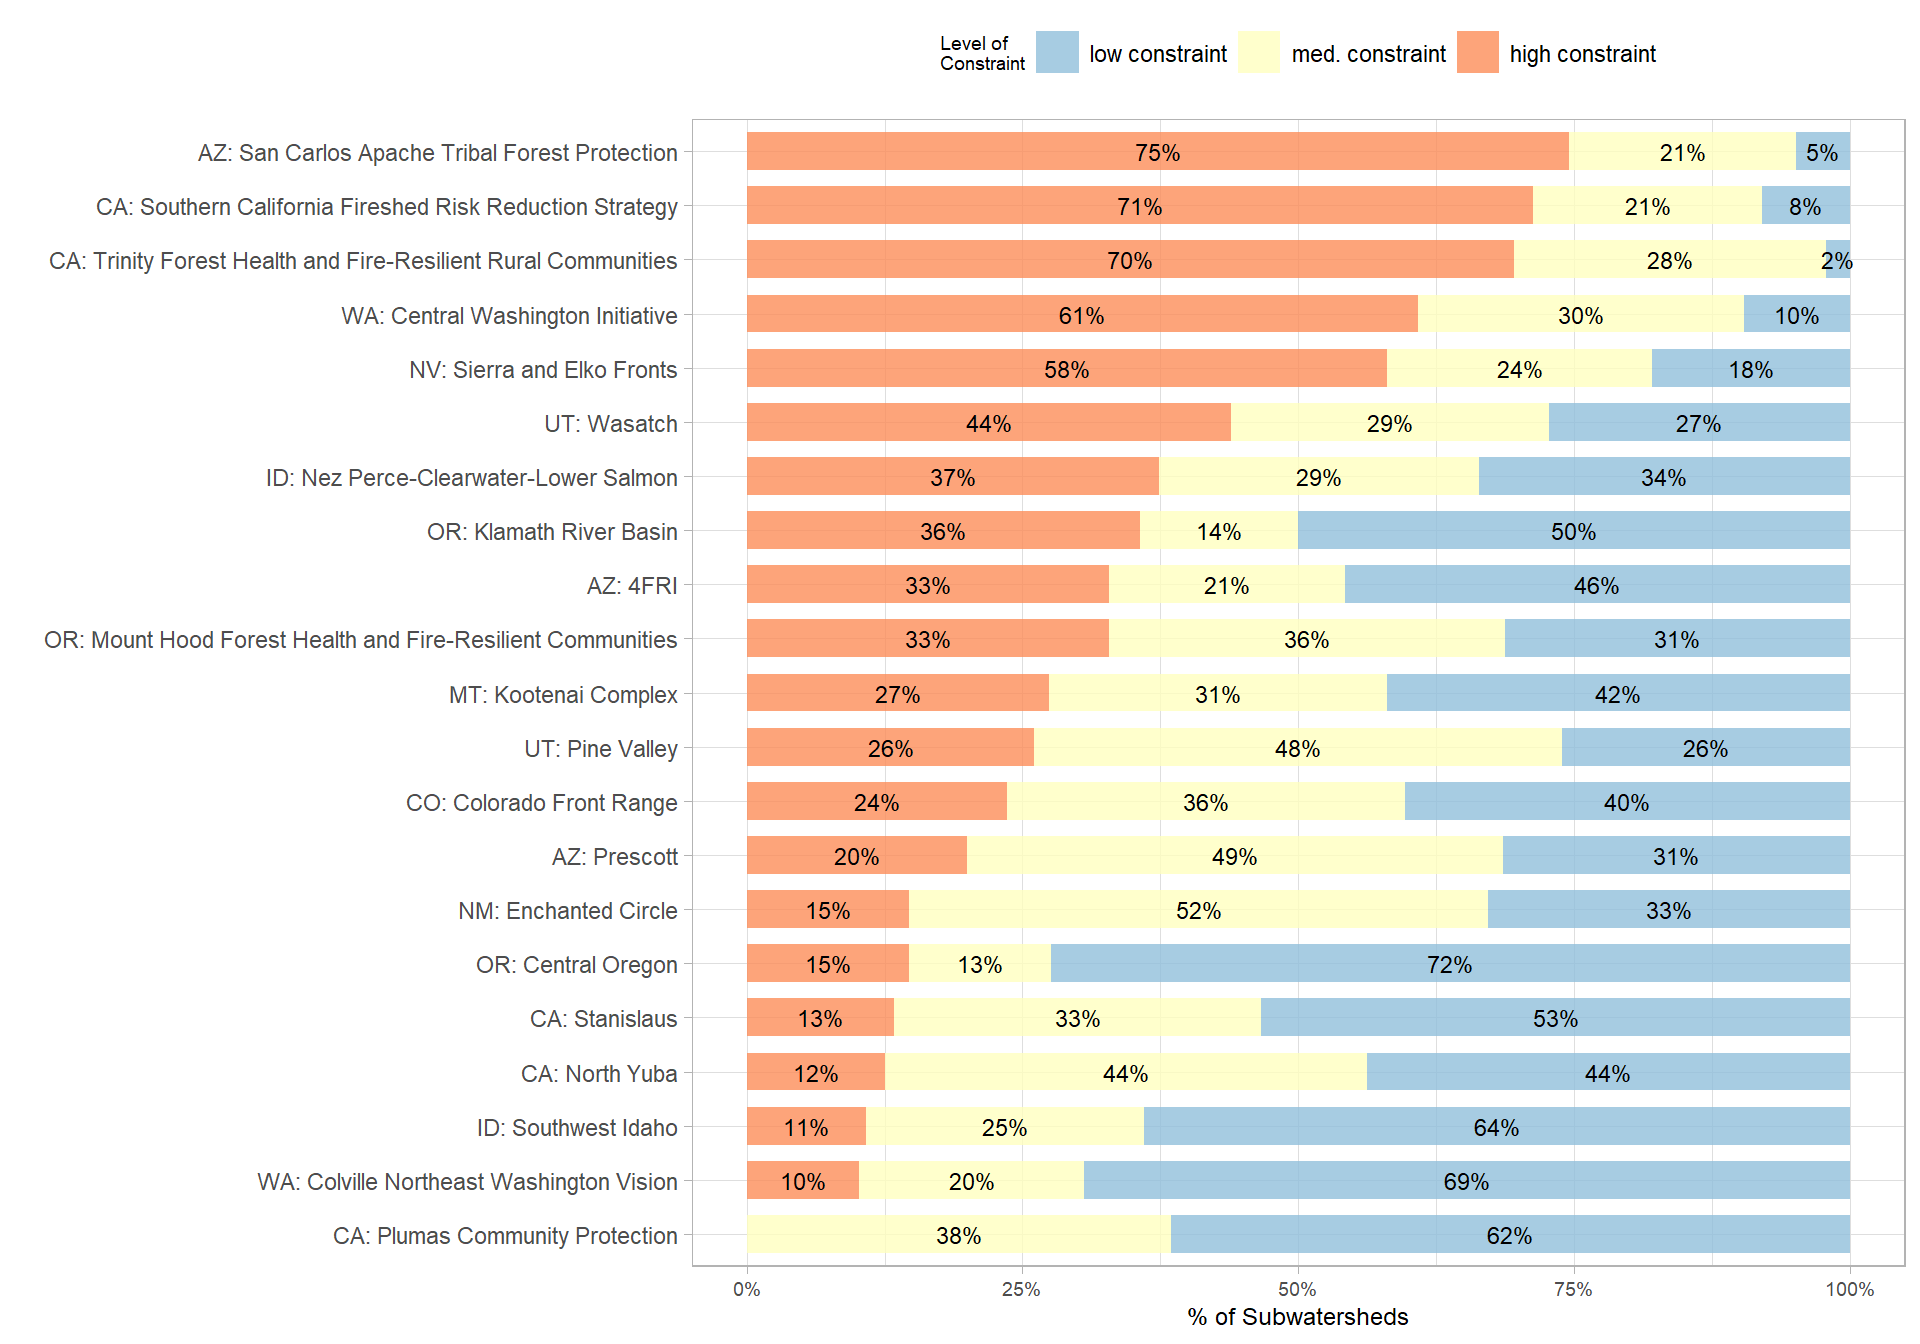 Level of
Constraint
low constraint
med. constraint
high constraint
AZ: San Carlos Apache Tribal Forest Protection 75% 21% 5%
CA: Southern California Fireshed Risk Reduction Strategy 71% 21% 8%
CA: Trinity Forest Health and Fire-Resilient Rural Communities 70% 28% 2%
WA: Central Washington Initiative 61% 30% 10%
NV: Sierra and Elko Fronts 58% 24% 18%
UT: Wasatch 44% 29% 27%
ID: Nez Perce-Clearwater-Lower Salmon 37% 29% 34%
OR: Klamath River Basin 36% 14% 50%
AZ: 4FRI 33% 21% 46%
OR: Mount Hood Forest Health and Fire-Resilient Communities 33% 36% 31%
MT: Kootenai Complex 27% 31% 42%
UT: Pine Valley 26% 48% 26%
CO: Colorado Front Range 24% 36% 40%
AZ: Prescott 20% 49% 31%
NM: Enchanted Circle 15% 52% 33%
OR: Central Oregon 15% 13% 72%
CA: Stanislaus 13% 33% 53%
CA: North Yuba 12% 44% 44%
ID: Southwest Idaho 11% 25% 64%
WA: Colville Northeast Washington Vision 10% 20% 69%
CA: Plumas Community Protection 38% 62%
0% 25% 50% 75% 100%
% of Subwatersheds